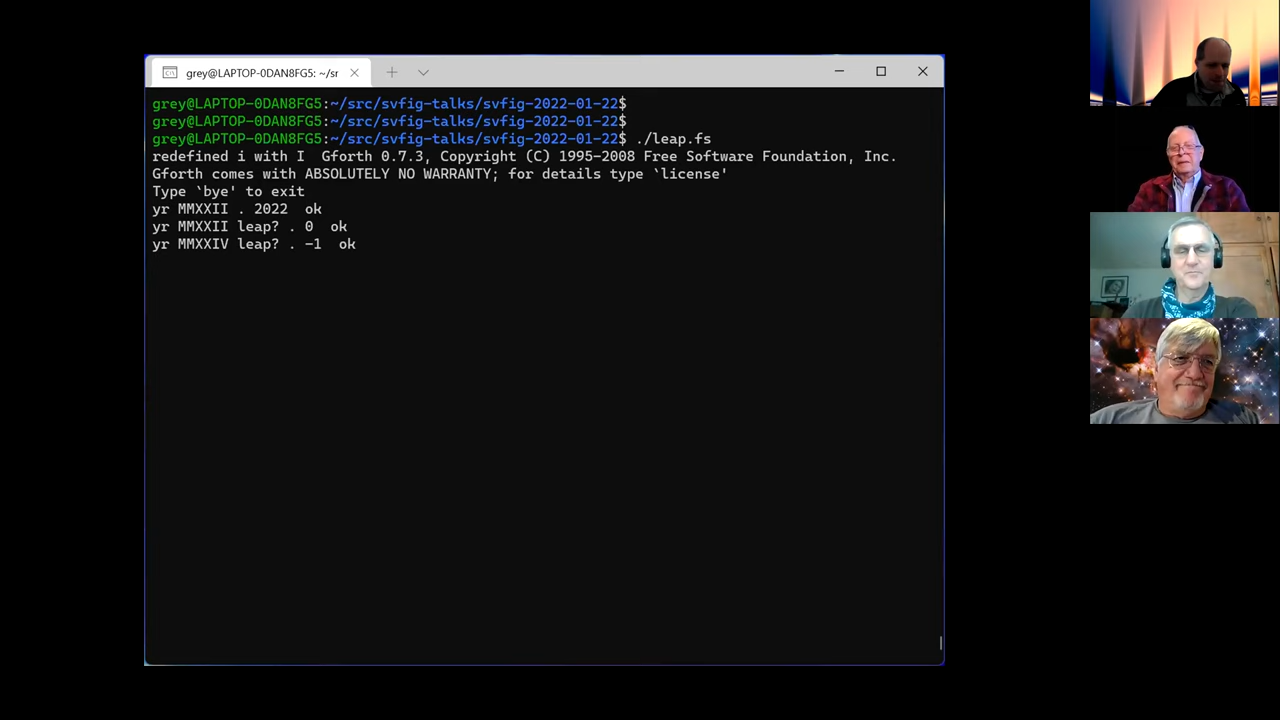 grey@LAPTOP-0DAN8FG5: ~/sr
grey@LAPTOP-0DAN8FG5:~/src/svfig-talks/svfig-2022-01-22$
grey@LAPTOP-0DAN8FG5:~/src/svfig-talks/svfig-2022-01-22$
grey@LAPTOP-0DAN8FG5:~/src/svfig-talks/svfig-2022-01-22$ ./leap.fs
redefined i with I  Gforth 0.7.3, Copyright (C) 1995-2008 Free Software Foundation, Inc.
Gforth comes with ABSOLUTELY NO WARRANTY; for details type `license'
Type `bye' to exit
yr MMXXII . 2022  ok
yr MMXXII leap? . 0  ok
yr MMXXIV leap? . -1  ok